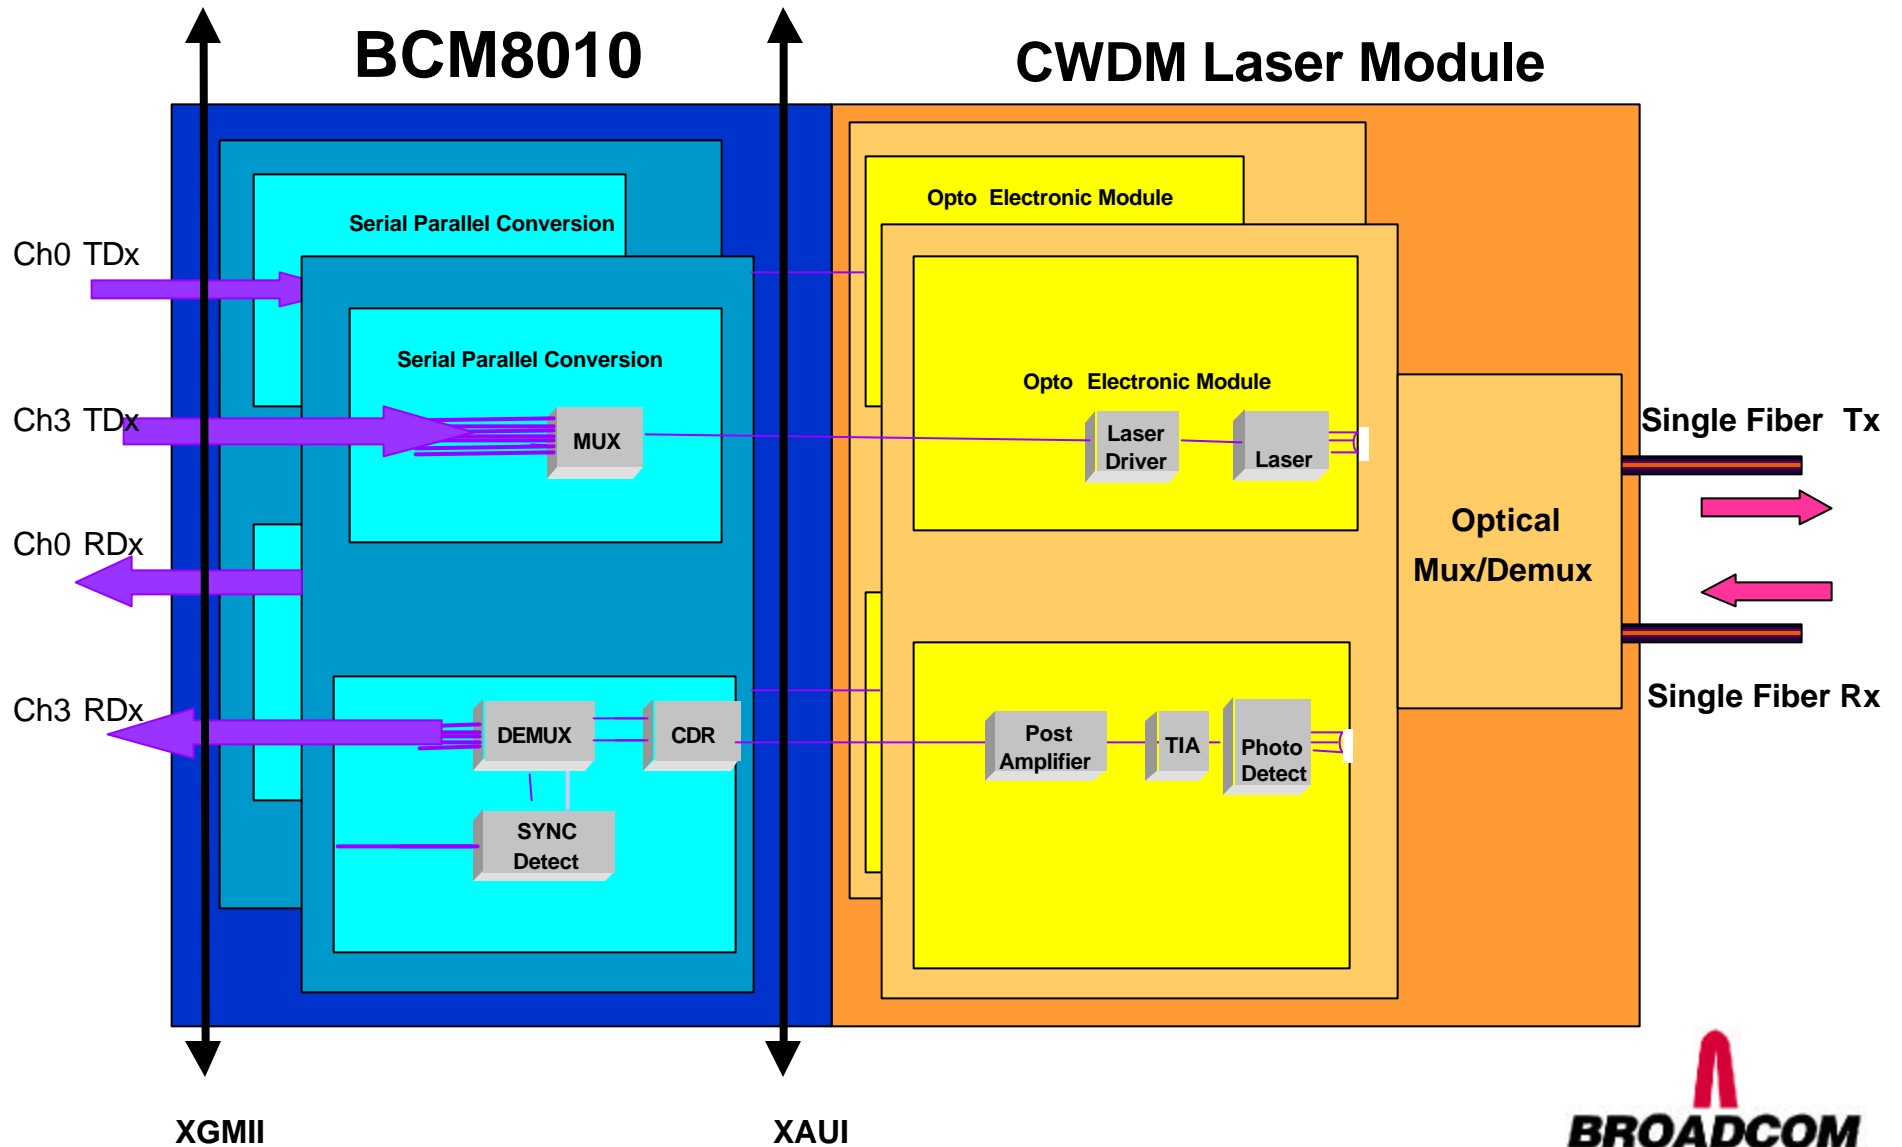 BCM8010
CWDM Laser Module
Serial Parallel Conversion
Opto Electronic Module
Ch0 TDx
Serial Parallel Conversion
Opto Electronic Module
Ch3 TDx
MUX
Laser
Driver
Laser
Single Fiber Tx
Optical
Mux/Demux
Ch0 RDx
Ch3 RDx
DEMUX
CDR
Post
Amplifier
TIA
Photo
Detect
Single Fiber Rx
SYNC
Detect
XGMII
XAUI
BROADCOM